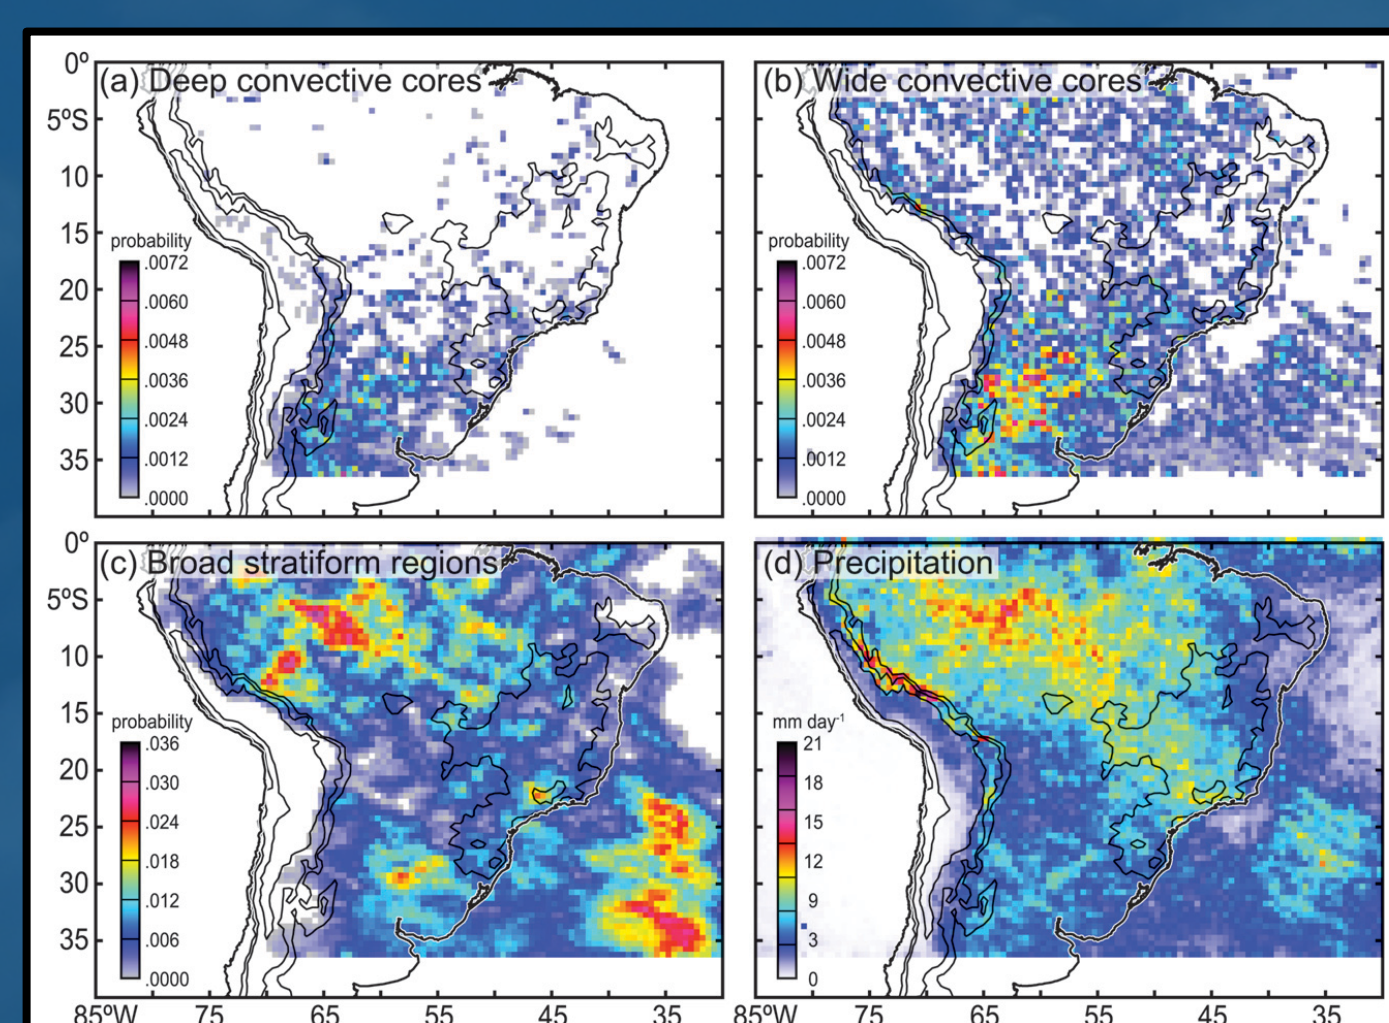 0º
(a) Deep convective cores
5ºS
10
15
20
25
30
35
probability
.0072
.0060
.0048
.0036
.0024
.0012
.0000
(b) Wide convective cores
probability
.0072
.0060
.0048
.0036
.0024
.0012
.0000
0º
(c) Broad stratiform regions
5ºS
10
15
20
25
30
35
probability
.036
.030
.024
.018
.012
.006
.0000
85ºW 75 65 55 45 35
(d) Precipitation
mm day-1
21
18
15
12
9
3
0
85ºW 75 65 55 45 35